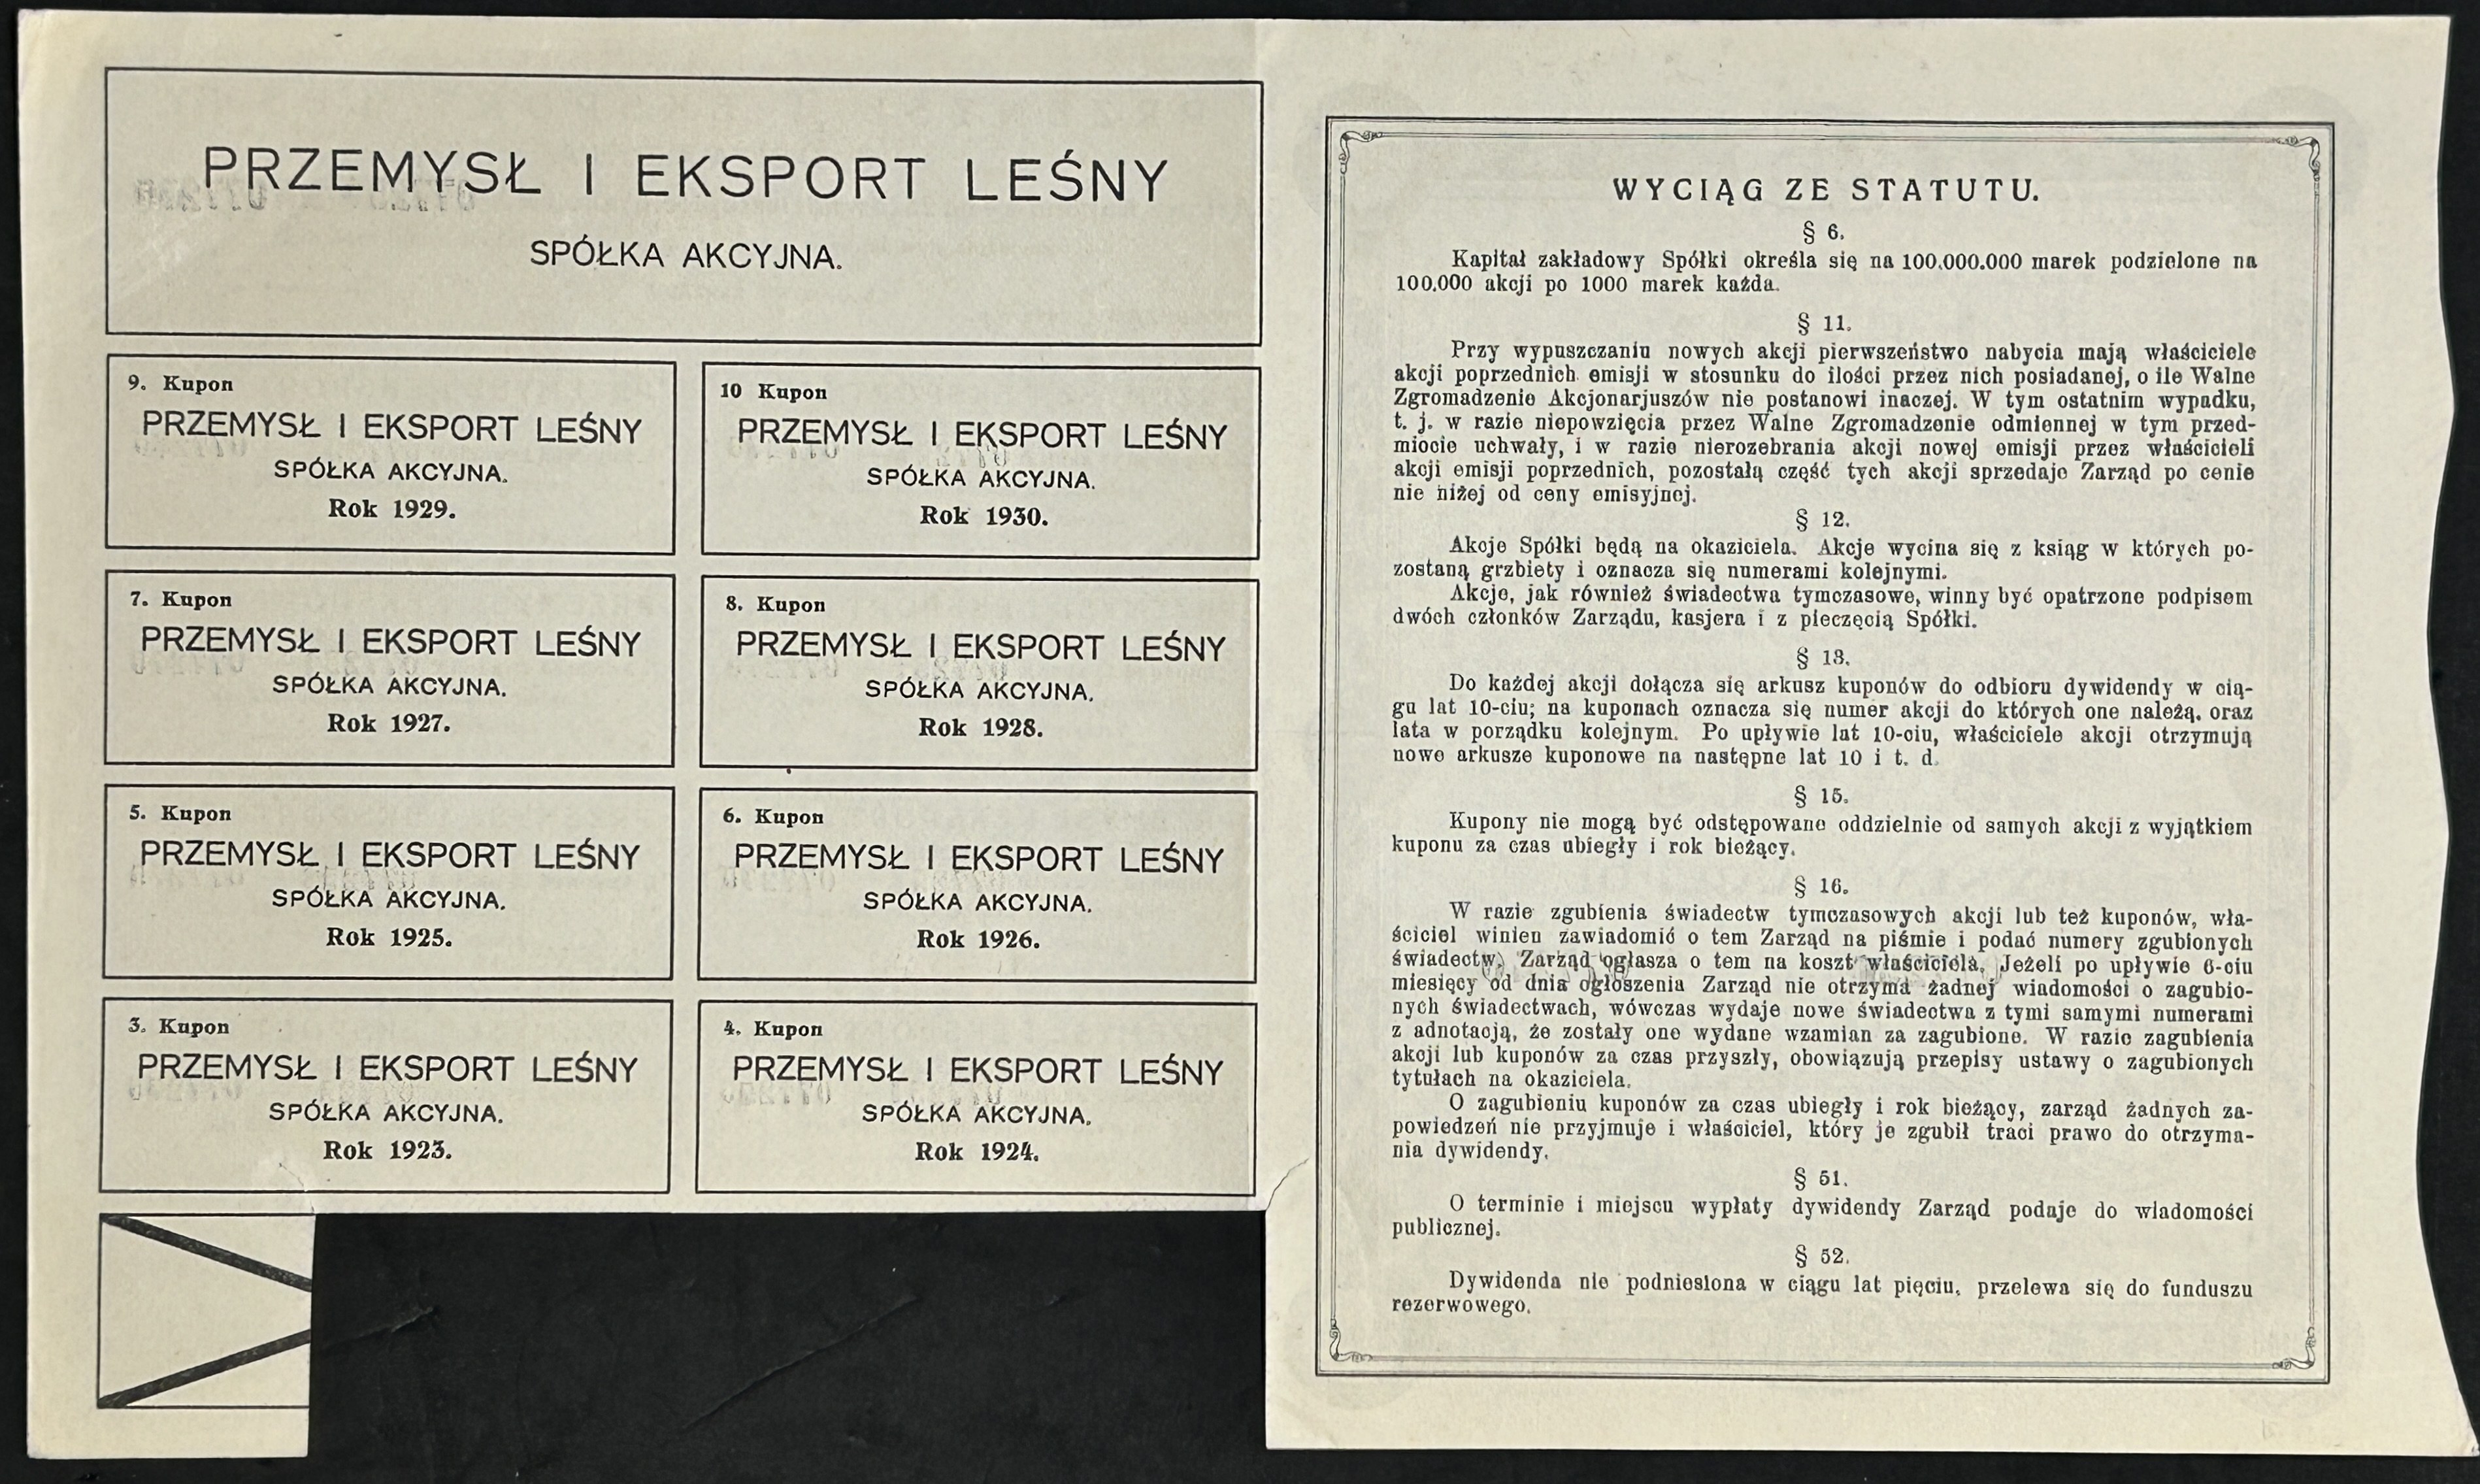 PRZEMYSŁ I EKSPORT LEŚNY
SPÓŁKA AKCYJNA.
9. Kupon
PRZEMYSŁ I EKSPORT LEŚNY
SPÓŁKA AKCYJNA.
Rok 1929.
10 Kupon
PRZEMYSŁ I EKSPORT LEŚNY
SPÓŁKA AKCYJNA.
Rok 1930.
7. Kupon
PRZEMYSŁ I EKSPORT LEŚNY
SPÓŁKA AKCYJNA.
Rok 1927.
8. Kupon
PRZEMYSŁ I EKSPORT LEŚNY
SPÓŁKA AKCYJNA.
Rok 1928.
5. Kupon
PRZEMYSŁ I EKSPORT LEŚNY
SPÓŁKA AKCYJNA.
Rok 1925.
6. Kupon
PRZEMYSŁ I EKSPORT LEŚNY
SPÓŁKA AKCYJNA.
Rok 1926.
3. Kupon
PRZEMYSŁ I EKSPORT LEŚNY
SPÓŁKA AKCYJNA.
Rok 1923.
4. Kupon
PRZEMYSŁ I EKSPORT LEŚNY
SPÓŁKA AKCYJNA.
Rok 1924.
WYCIĄG ZE STATUTU.
§ 6.
Kapitał zakładowy Spółki określa się na 100.000.000 marek podzielone na
100.000 akcji po 1000 marek każda.
§ 11.
Przy wypuszczaniu nowych akcji pierwszeństwo nabycia mają właściciele
akcji poprzednich emisji w stosunku do ilości przez nich posiadanej, o ile Walne
Zgromadzenie Akcjonarjuszów nie postanowi inaczej. W tym ostatnim wypadku,
t. j. w razie niepowzięcia przez Walne Zgromadzenie odmiennej w tym przed-
miocie uchwały, i w razie nierozebrania akcji nowej emisji przez właścicieli
akcji emisji poprzednich, pozostałą część tych akcji sprzedaje Zarząd po cenie
nie niżej od ceny emisyjnej.
§ 12.
Akcje Spółki będą na okaziciela. Akcje wycina się z ksiąg w których po-
zostaną grzbiety i oznacza się numerami kolejnymi.
Akcje, jak również świadectwa tymczasowe, winny być opatrzone podpisem
dwóch członków Zarządu, kasjera i z pieczęcią Spółki.
§ 13.
Do każdej akcji dołącza się arkusz kuponów do odbioru dywidendy w cią-
gu lat 10-ciu; na kuponach oznacza się numer akcji do których one należą, oraz
lata w porządku kolejnym. Po upływie lat 10-ciu, właściciele akcji otrzymują
nowe arkusze kuponowe na następne lat 10 i t. d.
§ 15.
Kupony nie mogą być odstępowane oddzielnie od samych akcji z wyjątkiem
kuponu za czas ubiegły i rok bieżący.
§ 16.
W razie zgubienia świadectw tymczasowych akcji lub też kuponów, wła-
ściciel winien zawiadomić o tem Zarząd na piśmie i podać numery zgubionych
świadectw. Zarząd ogłasza o tem na koszt właściciela. Jeżeli po upływie 6-ciu
miesięcy od dnia ogłoszenia Zarząd nie otrzyma żadnej wiadomości o zagubio-
nych świadectwach, wówczas wydaje nowe świadectwa z tymi samymi numerami
z adnotacją, że zostały one wydane wzamian za zagubione. W razie zagubienia
akcji lub kuponów za czas przyszły, obowiązują przepisy ustawy o zagubionych
tytułach na okaziciela.
O zagubieniu kuponów za czas ubiegły i rok bieżący, zarząd żadnych za-
powiedzeń nie przyjmuje i właściciel, który je zgubił traci prawo do otrzyma-
nia dywidendy.
§ 51.
O terminie i miejscu wypłaty dywidendy Zarząd podaje do wiadomości
publicznej.
§ 52.
Dywidenda nie podniesiona w ciągu lat pięciu, przelewa się do funduszu
rezerwowego.